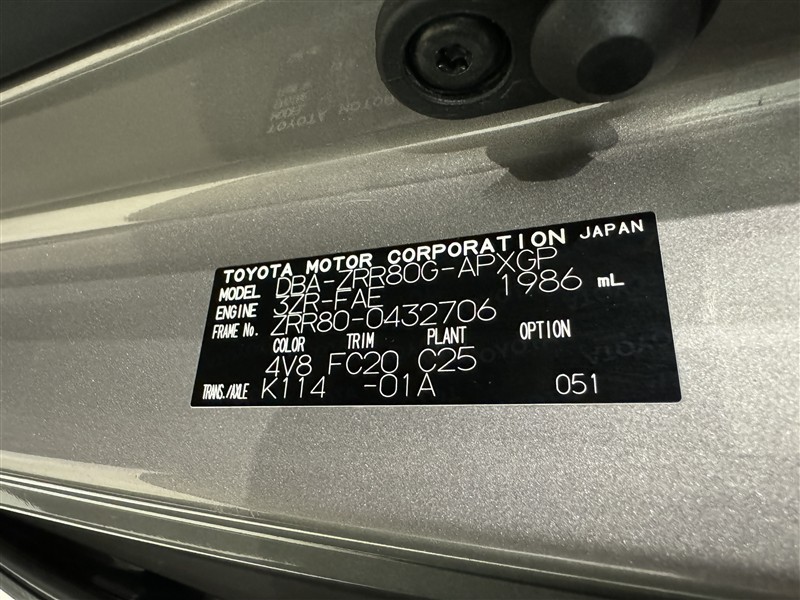 TOYOTA MOTOR CORPORATION JAPAN
MODEL DBA-ZRR80G-APXGP
ENGINE 3ZR-FAE 1986 mL
FRAME No. ZRR80-0432706
COLOR TRIM PLANT OPTION
4V8 FC20 C25
TRANS./AXLE K114 -01A 051